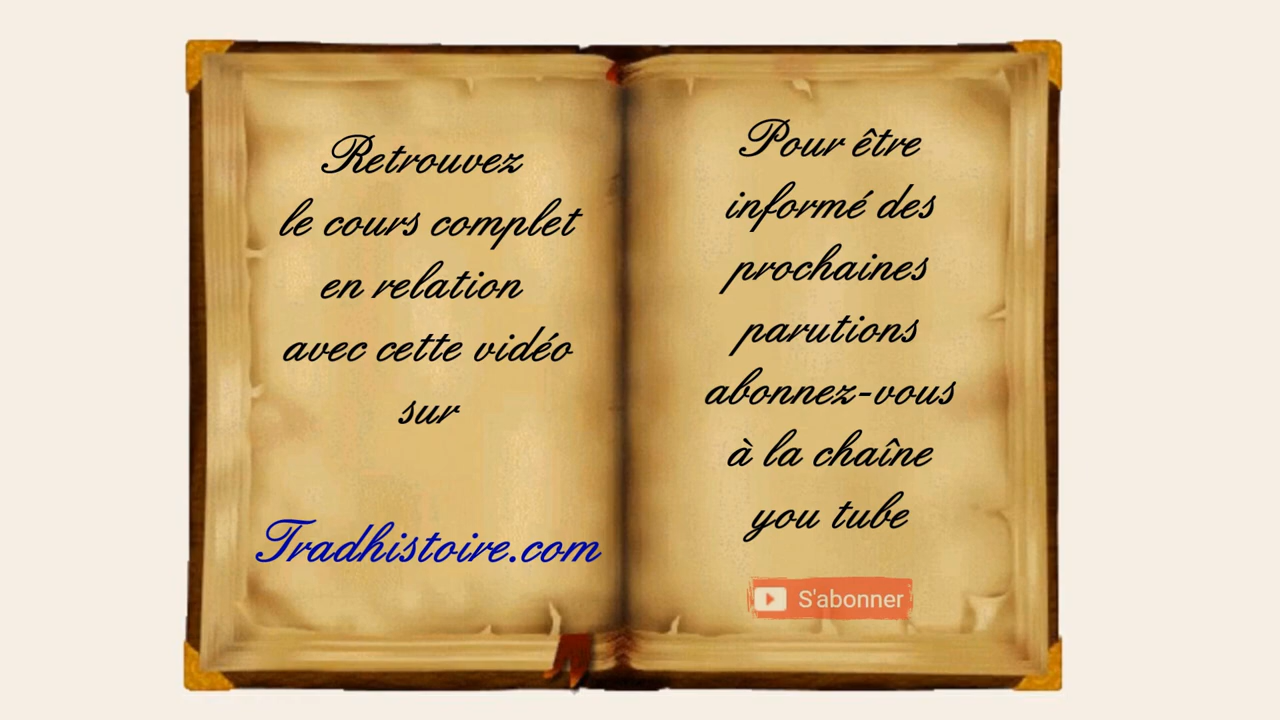 Retrouvez
le cours complet
en relation
avec cette vidéo
sur
Tradhistoire.com
Pour être
informé des
prochaines
parutions
abonnez-vous
à la chaîne
you tube
S'abonner